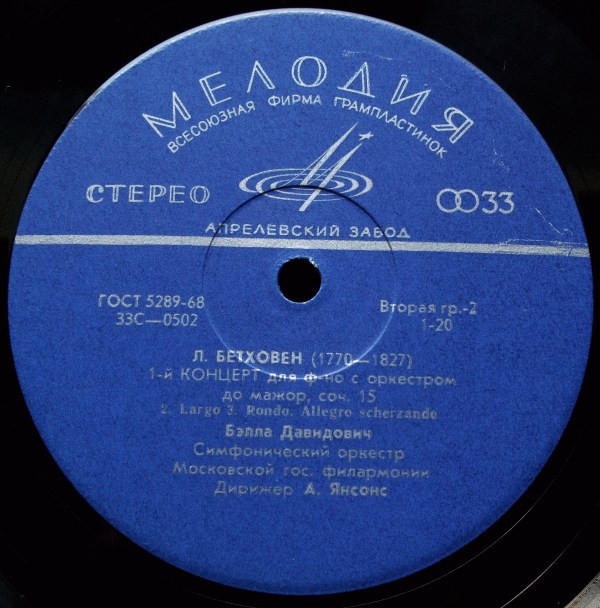 МЕЛОДИЯ
ВСЕСОЮЗНАЯ ФИРМА ГРАМПЛАСТИНОК
СТЕРЕО
33
АПРЕЛЕВСКИЙ ЗАВОД
ГОСТ 5289-68
33С—0502
Вторая гр.-2
1-20
Л. БЕТХОВЕН (1770—1827)
1-й КОНЦЕРТ для ф-но с оркестром
до мажор, соч. 15
2. Largo 3. Rondo. Allegro scherzande
Бэлла Давидович
Симфонический оркестр
Московской гос. филармонии
Дирижер А. Янсонс